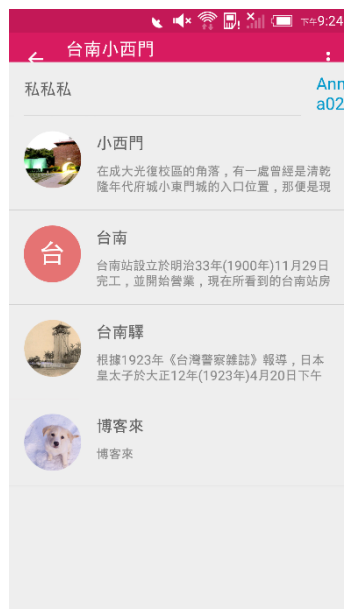 下午9:24
台南小西門
私私私
Ann
a02
小西門
在成大光復校區的角落，有一處曾經是清乾
隆年代府城小東門城的入口位置，那便是現
台
台南
台南站設立於明治33年(1900年)11月29日
完工，並開始營業，現在所看到的台南站房
台南驛
根據1923年《台灣警察雜誌》報導，日本
皇太子於大正12年(1923年)4月20日下午
博客來
博客來